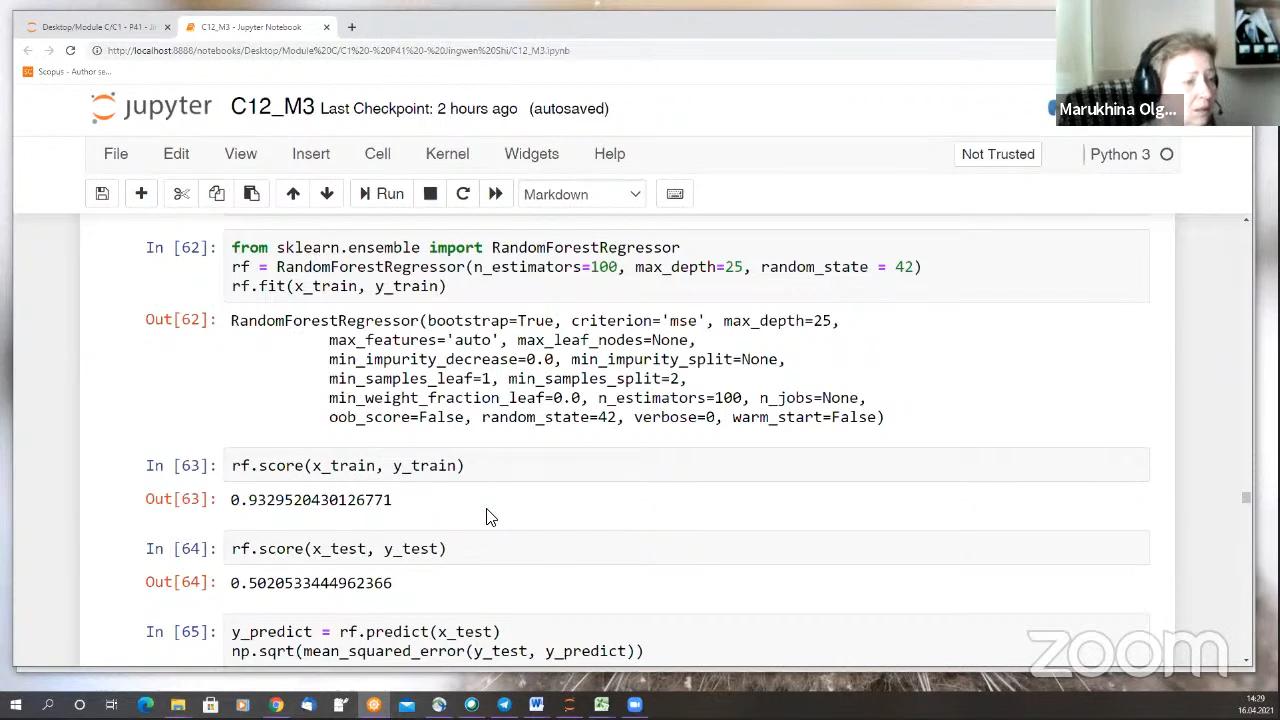 Desktop/Module C/C1 - P41 - Ji
C12_M3 - Jupyter Notebook
http://localhost:8888/notebooks/Desktop/Module%20C/C1%20-%20P41%20-%20Jingwen%20Shi/C12_M3.ipynb
Scopus - Author se...
Marukhina Olg...
jupyter C12_M3 Last Checkpoint: 2 hours ago (autosaved)
File Edit View Insert Cell Kernel Widgets Help Not Trusted Python 3
Run Markdown
In [62]: from sklearn.ensemble import RandomForestRegressor
rf = RandomForestRegressor(n_estimators=100, max_depth=25, random_state = 42)
rf.fit(x_train, y_train)
Out[62]: RandomForestRegressor(bootstrap=True, criterion='mse', max_depth=25,
max_features='auto', max_leaf_nodes=None,
min_impurity_decrease=0.0, min_impurity_split=None,
min_samples_leaf=1, min_samples_split=2,
min_weight_fraction_leaf=0.0, n_estimators=100, n_jobs=None,
oob_score=False, random_state=42, verbose=0, warm_start=False)
In [63]: rf.score(x_train, y_train)
Out[63]: 0.9329520430126771
In [64]: rf.score(x_test, y_test)
Out[64]: 0.5020533444962366
In [65]: y_predict = rf.predict(x_test)
np.sqrt(mean_squared_error(y_test, y_predict))
zoom
14:29
16.04.2021